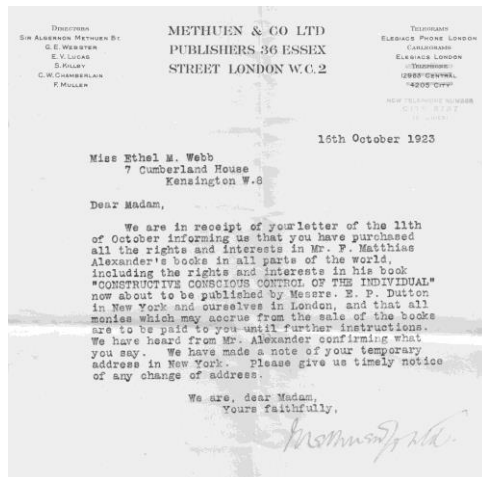 DIRECTORS
SIR ALGERNON METHUEN BT.
G. E. WEBSTER
E. V. LUCAS
S. KILLBY
C. W. CHAMBERLAIN
F. MULLER
METHUEN & CO LTD
PUBLISHERS 36 ESSEX
STREET LONDON W.C. 2
TELEGRAMS
ELEGIACS PHONE LONDON
CABLEGRAMS
ELEGIACS LONDON
TELEPHONE
12983 CENTRAL
4205 CITY
NEW TELEPHONE NUMBER
16th October 1923
Miss Ethel M. Webb
7 Cumberland House
Kensington W.8
Dear Madam,
We are in receipt of your letter of the 11th
of October informing us that you have purchased
all the rights and interests in Mr. F. Matthias
Alexander's books in all parts of the world,
including the rights and interests in his book
"CONSTRUCTIVE CONSCIOUS CONTROL OF THE INDIVIDUAL"
now about to be published by Messrs. E. P. Dutton
in New York and ourselves in London, and that all
monies which may accrue from the sale of the books
are to be paid to you until further instructions.
We have heard from Mr. Alexander confirming what
you say. We have made a note of your temporary
address in New York. Please give us timely notice
of any change of address.
We are, dear Madam,
Yours faithfully,